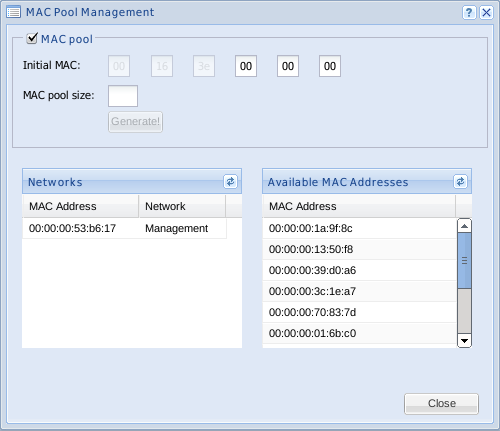 MAC Pool Management
MAC pool
Initial MAC: 00 16 3e 00 00 00
MAC pool size:
Generate!
Networks
MAC Address Network
00:00:00:53:b6:17 Management
Available MAC Addresses
MAC Address
00:00:00:1a:9f:8c
00:00:00:13:50:f8
00:00:00:39:d0:a6
00:00:00:3c:1e:a7
00:00:00:70:83:7d
00:00:00:01:6b:c0
Close